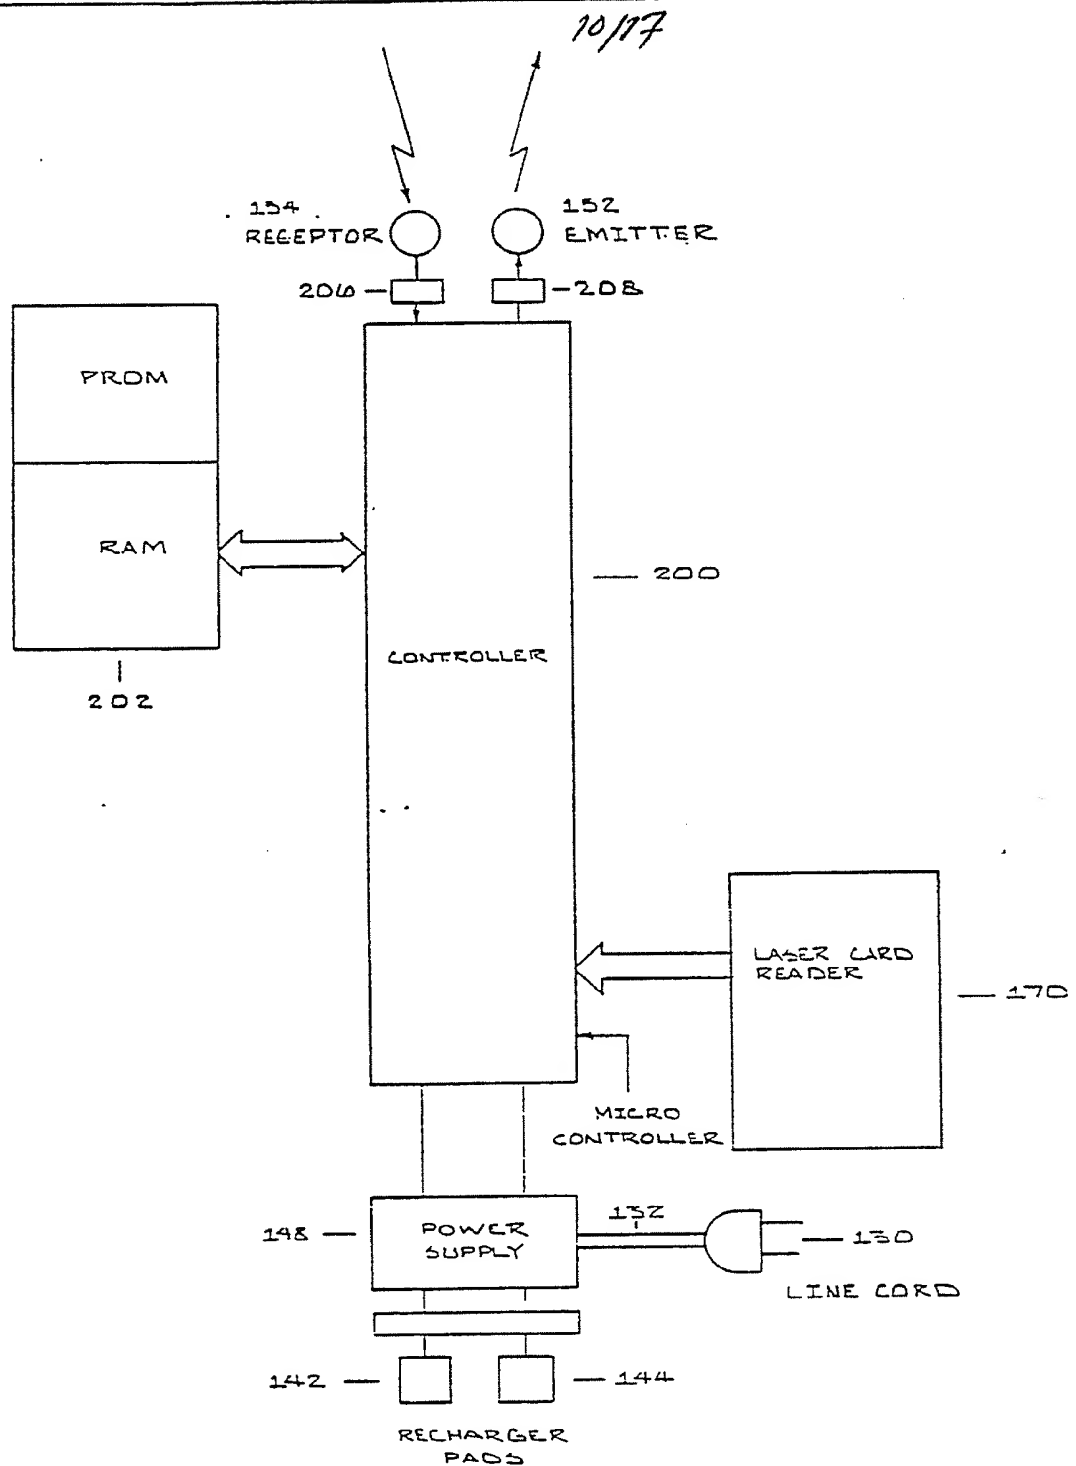 10/17
154
RECEPTOR
152
EMITTER
206
208
PROM
RAM
202
200
CONTROLLER
LASER CARD
READER
170
MICRO
CONTROLLER
148
POWER
SUPPLY
132
130
LINE CORD
142
144
RECHARGER
PADS